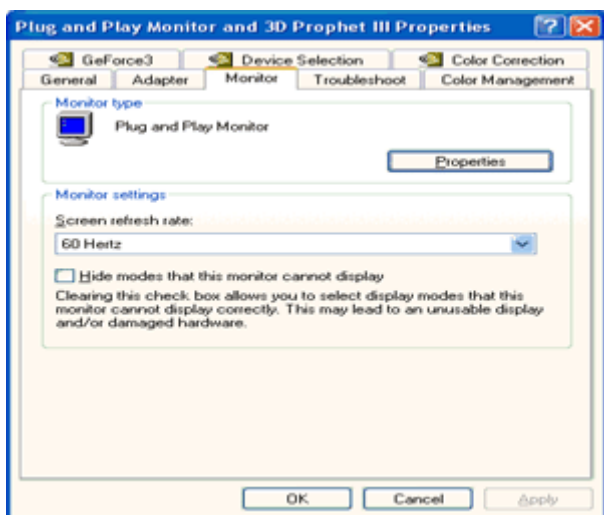 Plug and Play Monitor and 3D Prophet III Properties
GeForce3 Device Selection Color Correction
General Adapter Monitor Troubleshoot Color Management
Monitor type
Plug and Play Monitor
Properties
Monitor settings
Screen refresh rate:
60 Hertz
Hide modes that this monitor cannot display
Clearing this check box allows you to select display modes that this
monitor cannot display correctly. This may lead to an unusable display
and/or damaged hardware.
OK Cancel Apply